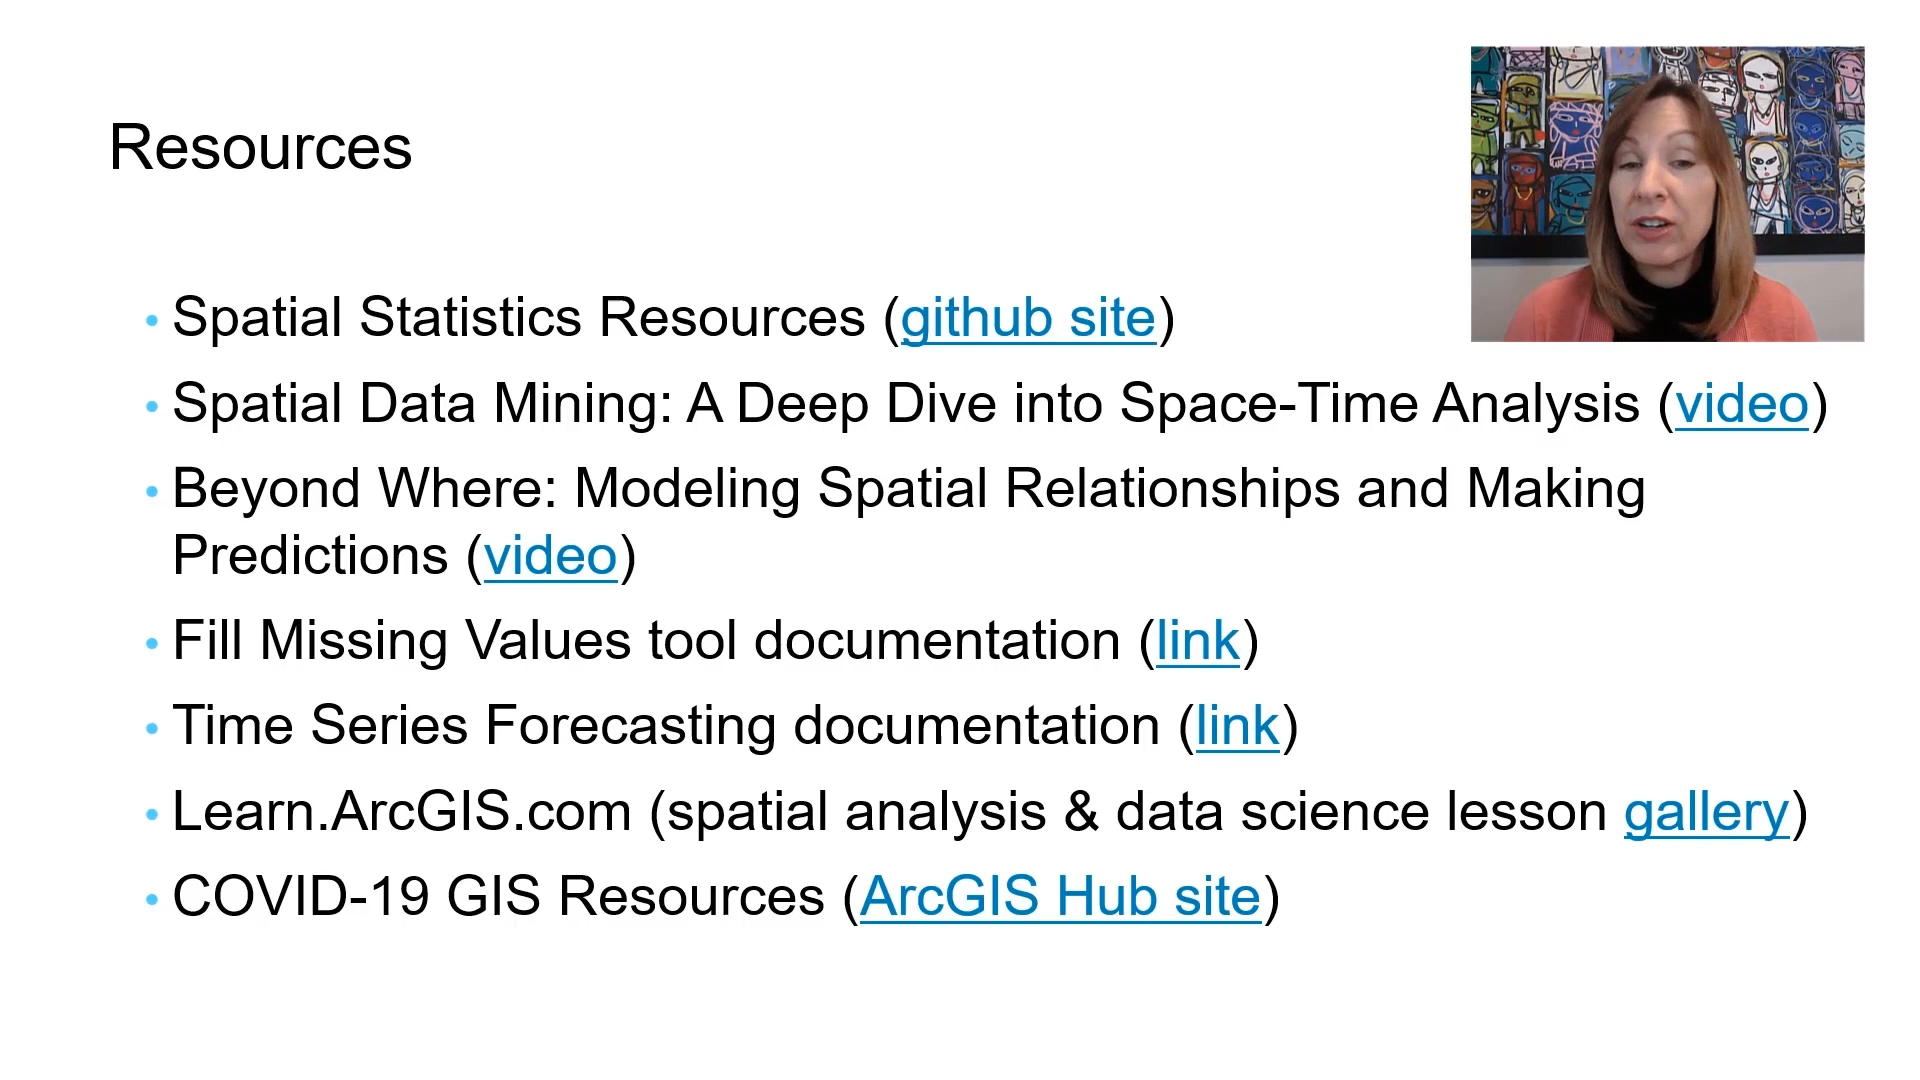 Resources
• Spatial Statistics Resources (github site)
• Spatial Data Mining: A Deep Dive into Space-Time Analysis (video)
• Beyond Where: Modeling Spatial Relationships and Making
Predictions (video)
• Fill Missing Values tool documentation (link)
• Time Series Forecasting documentation (link)
• Learn.ArcGIS.com (spatial analysis & data science lesson gallery)
• COVID-19 GIS Resources (ArcGIS Hub site)